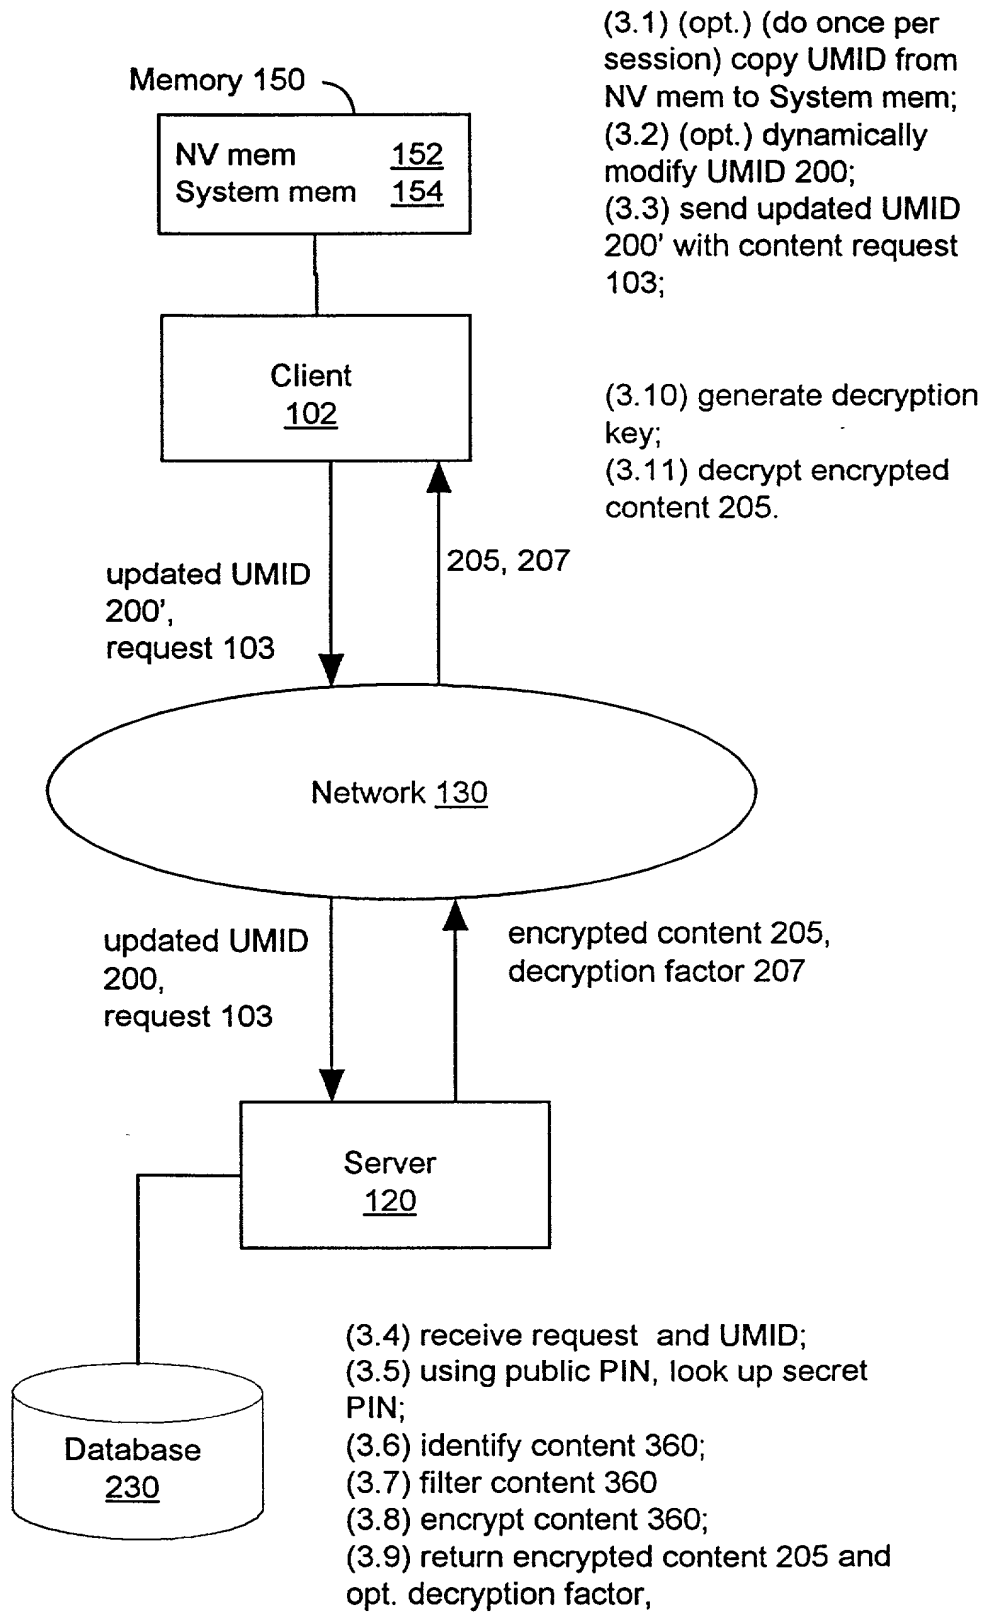 (3.1) (opt.) (do once per
session) copy UMID from
NV mem to System mem;
(3.2) (opt.) dynamically
modify UMID 200;
(3.3) send updated UMID
200' with content request
103;
Memory 150
NV mem 152
System mem 154
Client
102
(3.10) generate decryption
key;
(3.11) decrypt encrypted
content 205.
updated UMID
200',
request 103
205, 207
Network 130
updated UMID
200,
request 103
encrypted content 205,
decryption factor 207
Server
120
Database
230
(3.4) receive request and UMID;
(3.5) using public PIN, look up secret
PIN;
(3.6) identify content 360;
(3.7) filter content 360
(3.8) encrypt content 360;
(3.9) return encrypted content 205 and
opt. decryption factor,